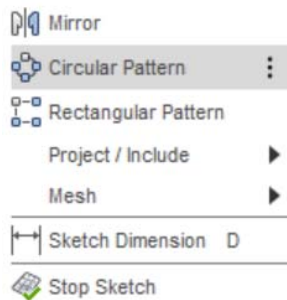 Mirror
Circular Pattern
Rectangular Pattern
Project / Include
Mesh
Sketch Dimension D
Stop Sketch